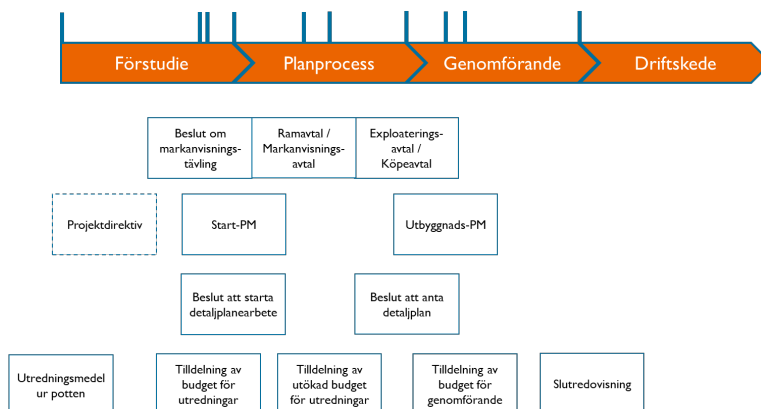 Förstudie
Planprocess
Genomförande
Driftskede
Beslut om
markanvisnings-
tävling
Ramavtal /
Markanvisnings-
avtal
Exploaterings-
avtal /
Köpeavtal
Projektdirektiv
Start-PM
Utbyggnads-PM
Beslut att starta
detaljplanearbete
Beslut att anta
detaljplan
Utredningsmedel
ur potten
Tilldelning av
budget för
utredningar
Tilldelning av
utökad budget
för utredningar
Tilldelning av
budget för
genomförande
Slutredovisning